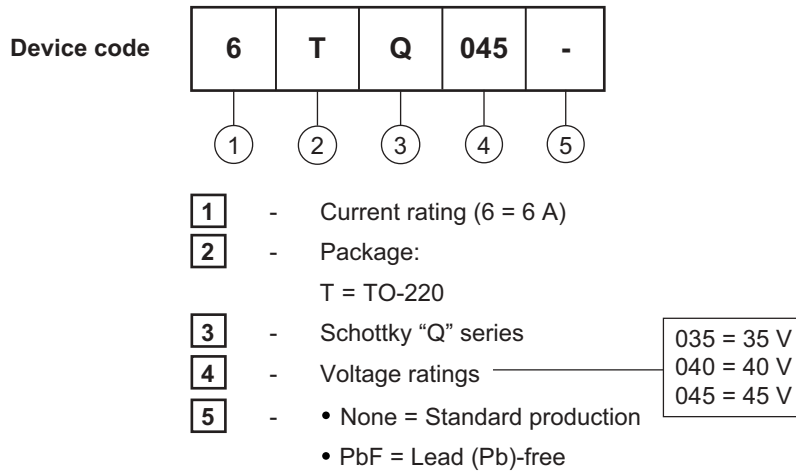 Device code 6 T Q 045 -
1 2 3 4 5
1 - Current rating (6 = 6 A)
2 - Package:
T = TO-220
3 - Schottky “Q” series
4 - Voltage ratings
5 - • None = Standard production
• PbF = Lead (Pb)-free
035 = 35 V
040 = 40 V
045 = 45 V